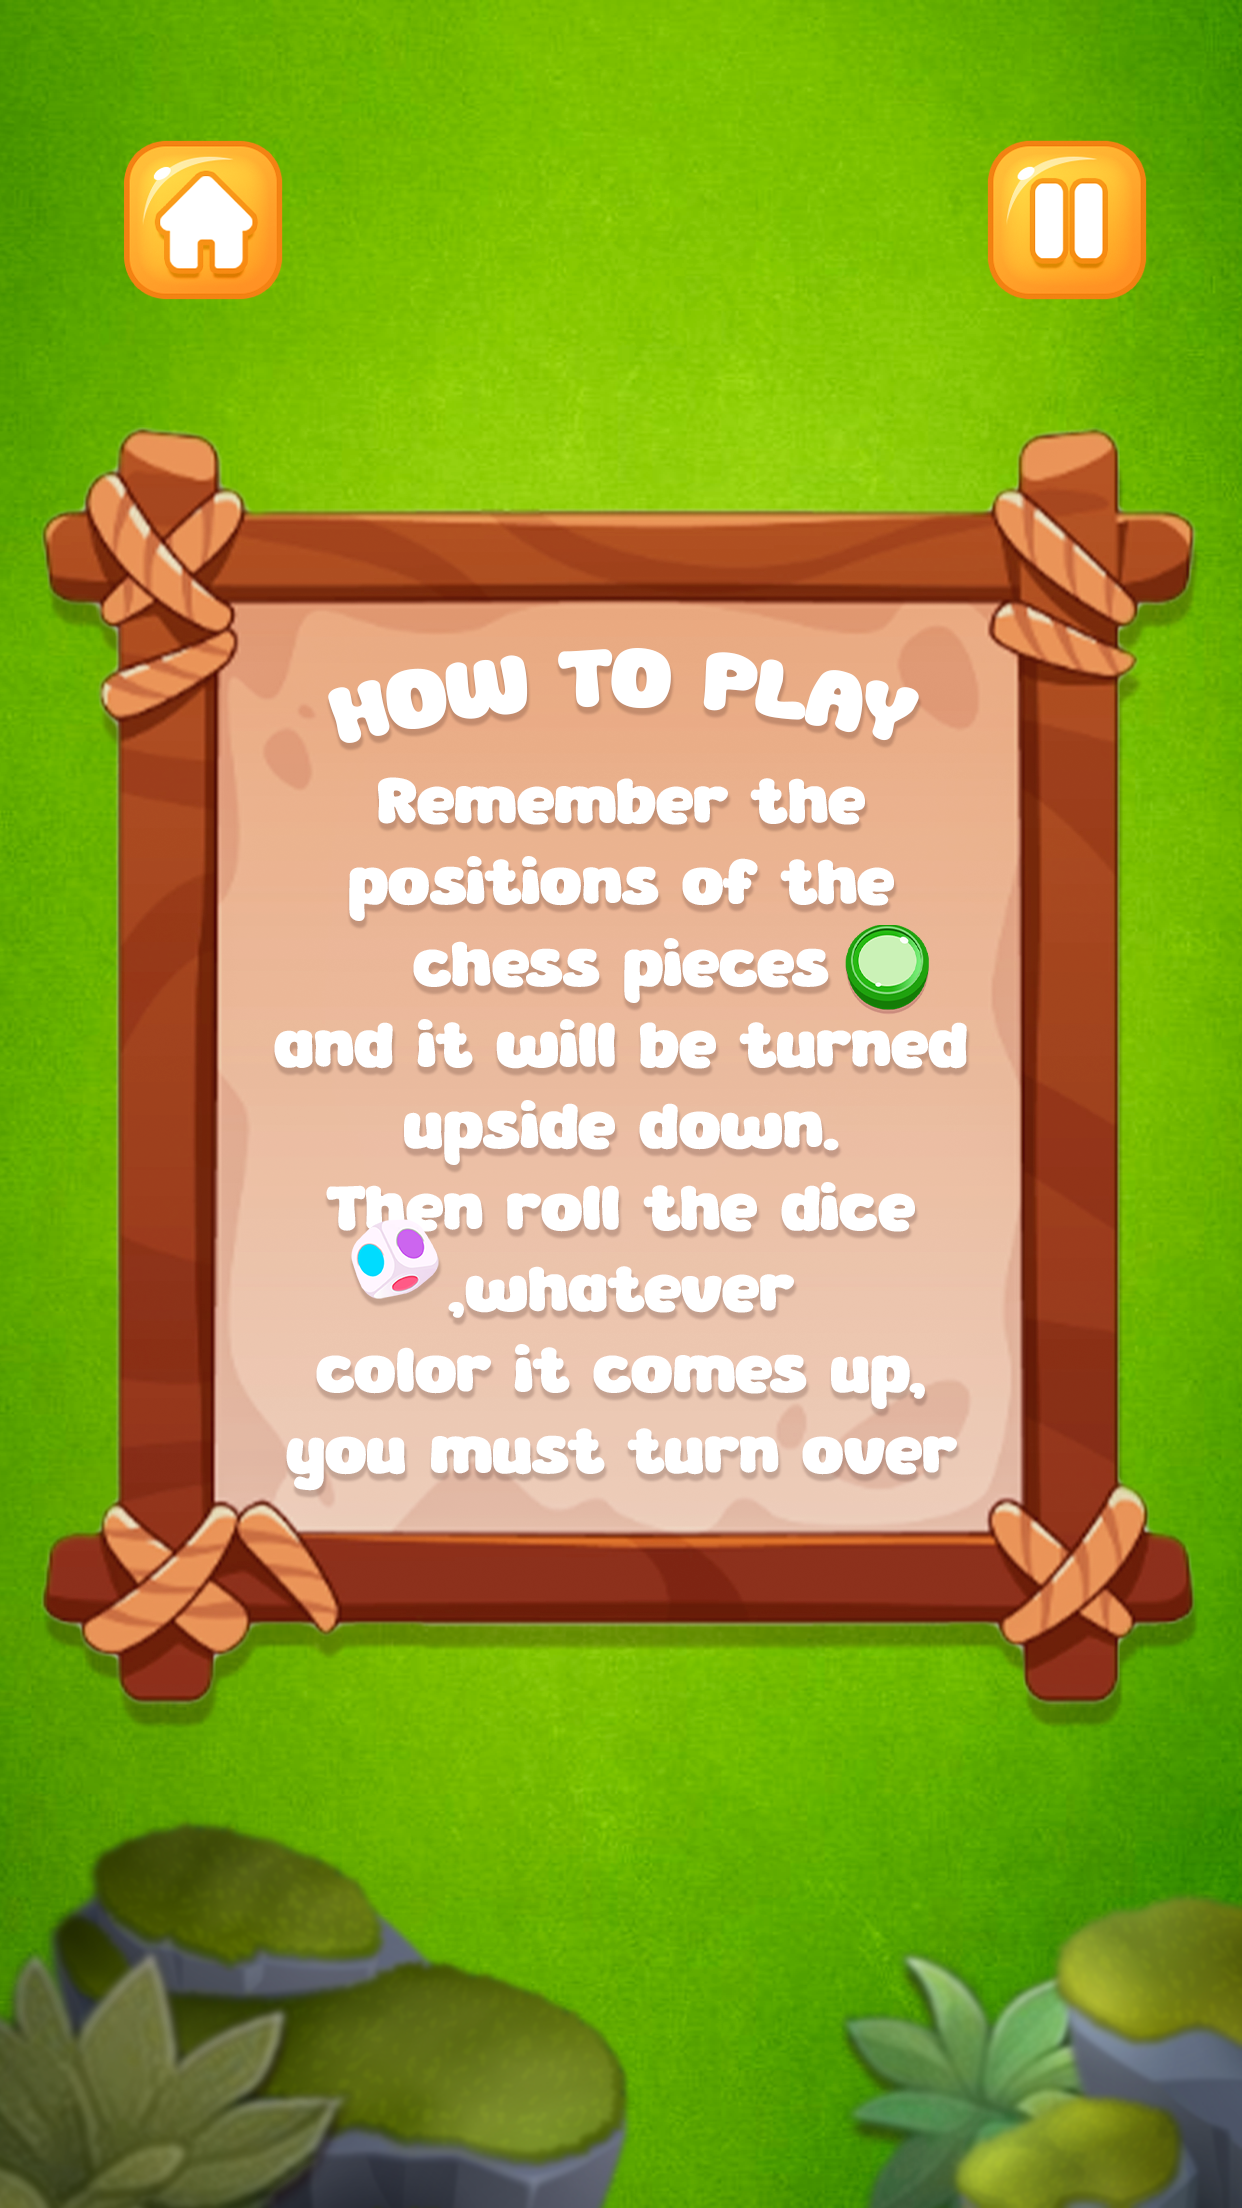 HOW TO PLAY
Remember the
positions of the
chess pieces
and it will be turned
upside down.
Then roll the dice
,whatever
color it comes up,
you must turn over